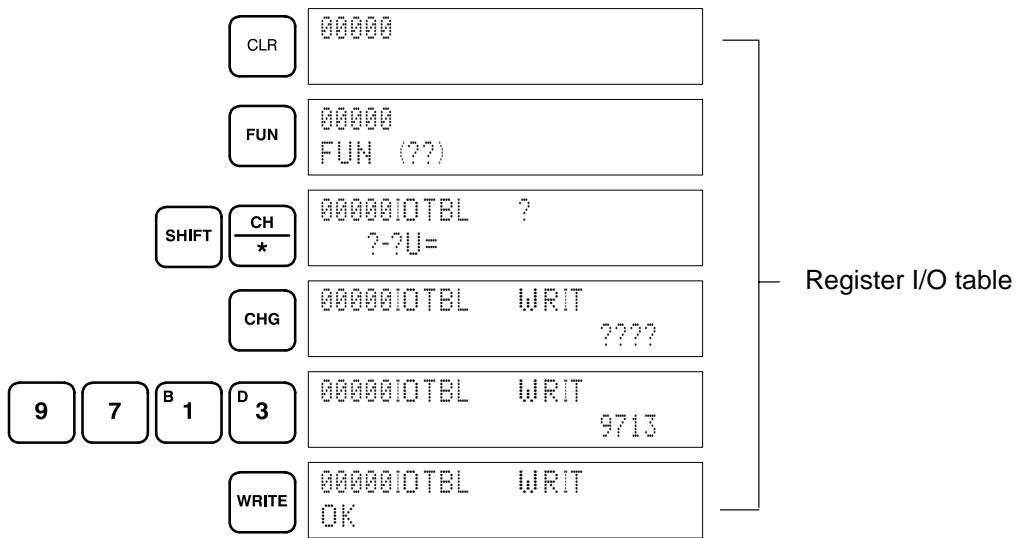 CLR
00000
FUN
00000
FUN (??)
SHIFT
CH
*
00000IOTBL ?
?-?U=
CHG
00000IOTBL WRIT
????
Register I/O table
9
7
B 1
D 3
00000IOTBL WRIT
9713
WRITE
00000IOTBL WRIT
OK